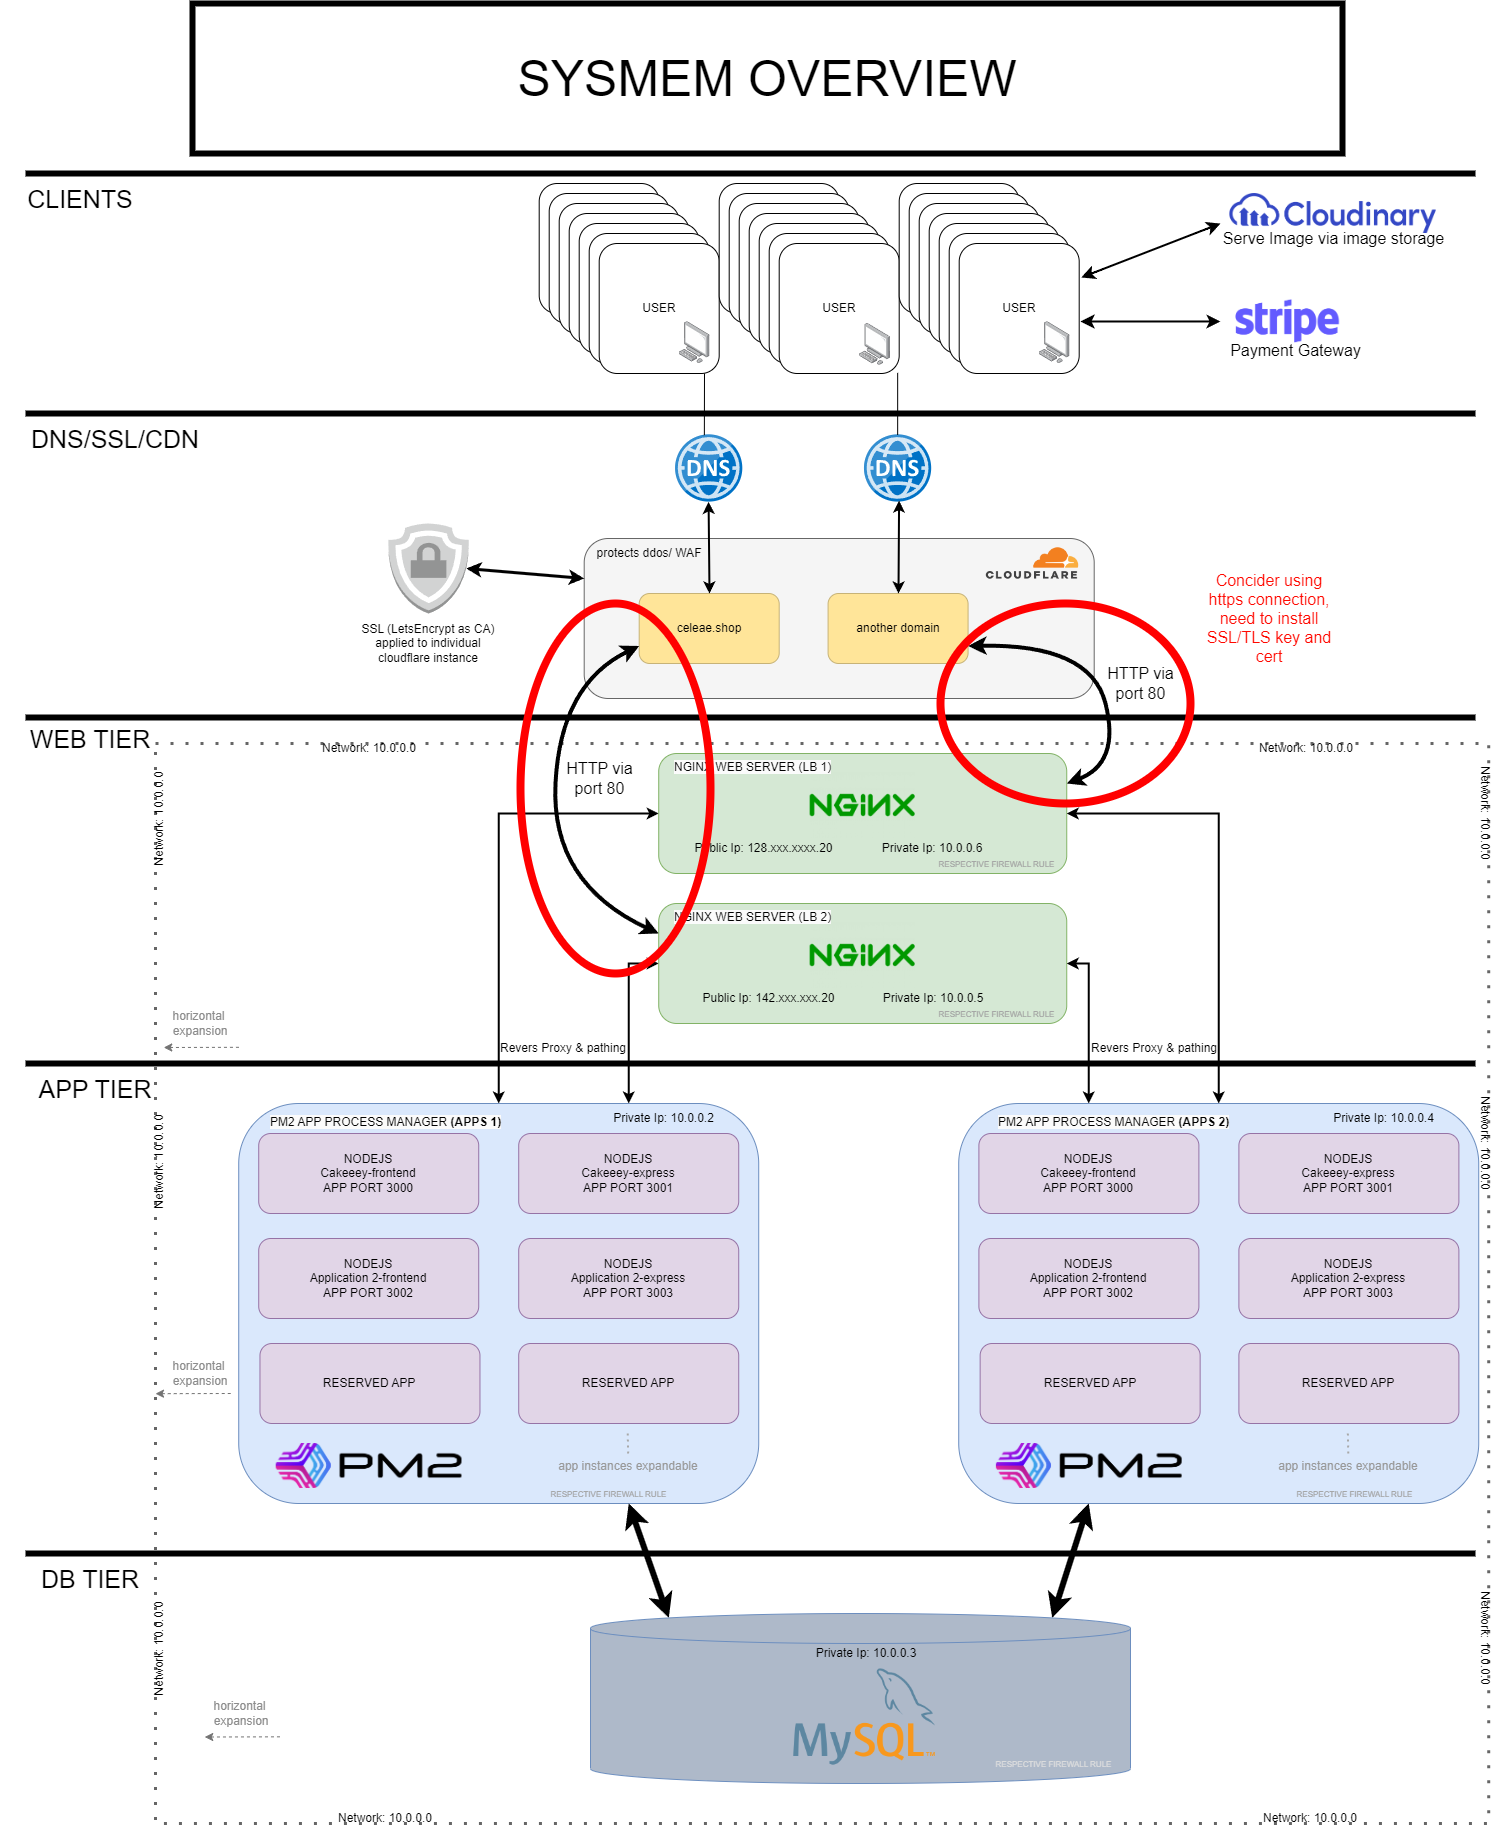 SYSMEM OVERVIEW
CLIENTS
USER
USER
USER
Cloudinary
Serve Image via image storage
stripe
Payment Gateway
DNS/SSL/CDN
DNS
DNS
protects ddos/ WAF
CLOUDFLARE
celeae.shop
another domain
SSL (LetsEncrypt as CA)
applied to individual
cloudflare instance
Concider using
https connection,
need to install
SSL/TLS key and
cert
HTTP via
port 80
WEB TIER
Network: 10.0.0.0
Network: 10.0.0.0
Network: 10.0.0.0
Network: 10.0.0.0
HTTP via
port 80
NGINX WEB SERVER (LB 1)
NGINX
Public Ip: 128.xxx.xxxx.20
Private Ip: 10.0.0.6
RESPECTIVE FIREWALL RULE
NGINX WEB SERVER (LB 2)
NGINX
Public Ip: 142.xxx.xxx.20
Private Ip: 10.0.0.5
RESPECTIVE FIREWALL RULE
horizontal
expansion
Revers Proxy & pathing
Revers Proxy & pathing
APP TIER
Network: 10.0.0.0
Network: 10.0.0.0
PM2 APP PROCESS MANAGER (APPS 1)
Private Ip: 10.0.0.2
NODEJS
Cakeeey-frontend
APP PORT 3000
NODEJS
Cakeeey-express
APP PORT 3001
NODEJS
Application 2-frontend
APP PORT 3002
NODEJS
Application 2-express
APP PORT 3003
RESERVED APP
RESERVED APP
PM2
app instances expandable
RESPECTIVE FIREWALL RULE
PM2 APP PROCESS MANAGER (APPS 2)
Private Ip: 10.0.0.4
NODEJS
Cakeeey-frontend
APP PORT 3000
NODEJS
Cakeeey-express
APP PORT 3001
NODEJS
Application 2-frontend
APP PORT 3002
NODEJS
Application 2-express
APP PORT 3003
RESERVED APP
RESERVED APP
PM2
app instances expandable
RESPECTIVE FIREWALL RULE
horizontal
expansion
DB TIER
Network: 10.0.0.0
Network: 10.0.0.0
Private Ip: 10.0.0.3
MySQL™
RESPECTIVE FIREWALL RULE
horizontal
expansion
Network: 10.0.0.0
Network: 10.0.0.0